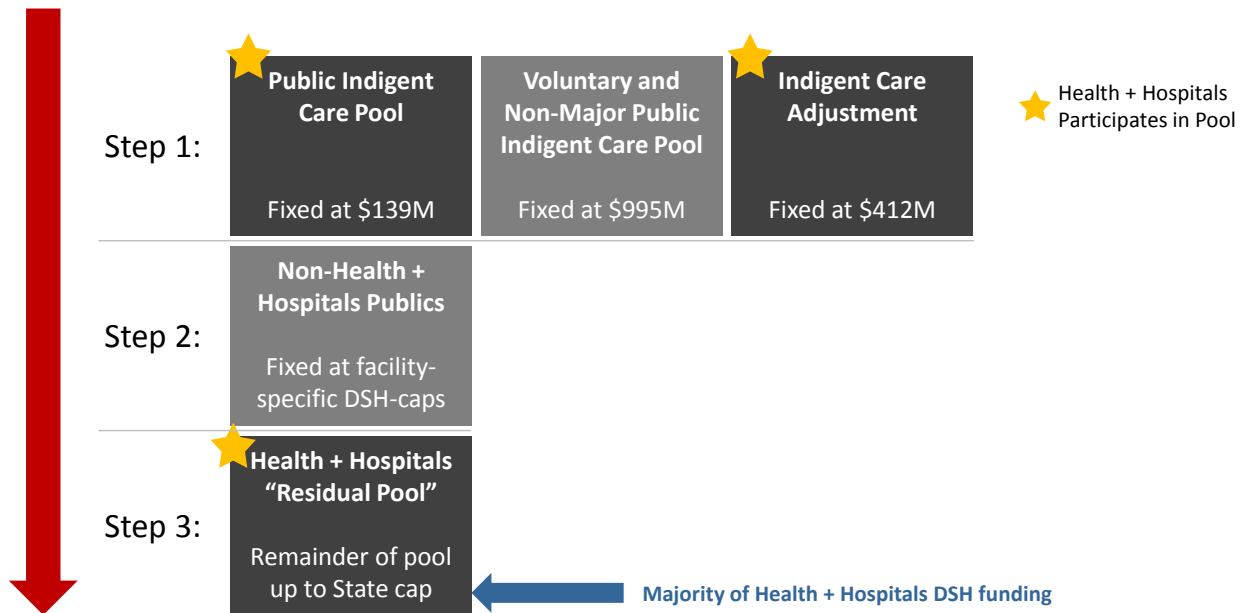 Step 1:
Public Indigent
Care Pool
Fixed at $139M
Voluntary and
Non-Major Public
Indigent Care Pool
Fixed at $995M
Indigent Care
Adjustment
Fixed at $412M
Health + Hospitals
Participates in Pool
Step 2:
Non-Health +
Hospitals Publics
Fixed at facility-
specific DSH-caps
Step 3:
Health + Hospitals
“Residual Pool”
Remainder of pool
up to State cap
Majority of Health + Hospitals DSH funding